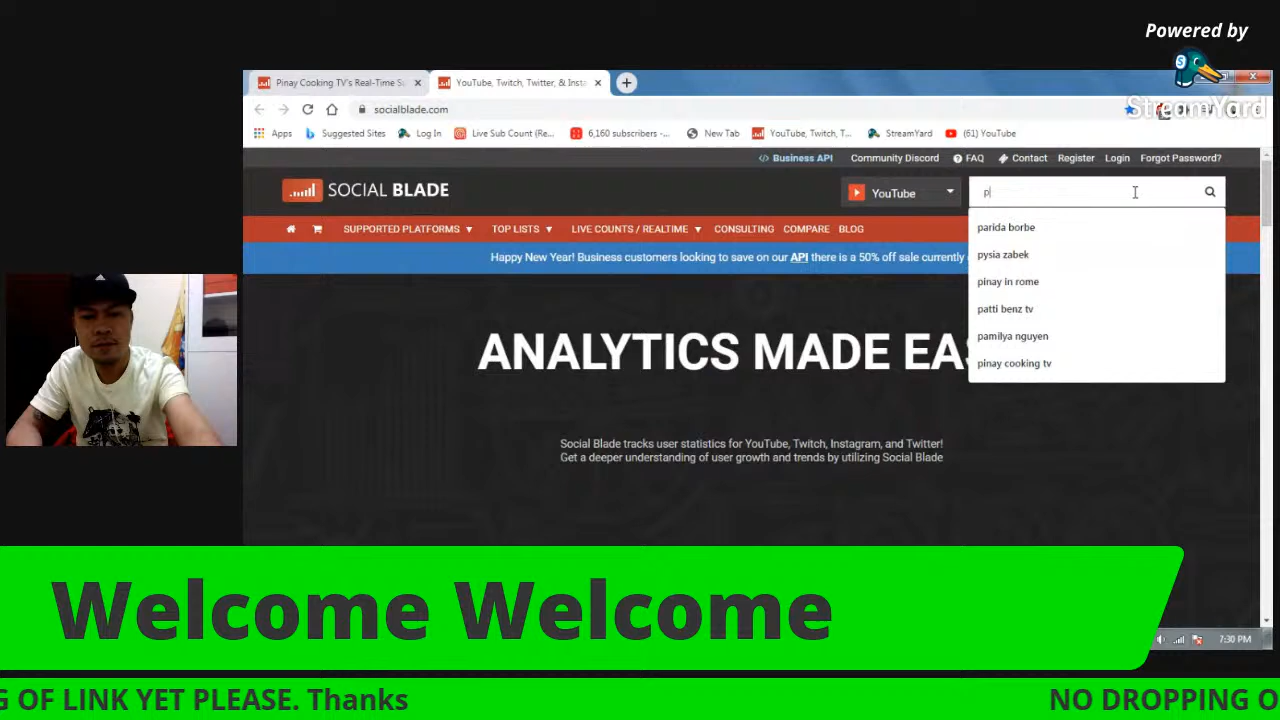 Powered by
StreamYard
Pinay Cooking TV's Real-Time Su
YouTube, Twitch, Twitter, & Insta
socialblade.com
Apps
Suggested Sites
Log In
Live Sub Count (Re...
6,160 subscribers -...
New Tab
YouTube, Twitch, T...
StreamYard
(61) YouTube
Business API
Community Discord
FAQ
Contact
Register
Login
Forgot Password?
SOCIAL BLADE
YouTube
p
SUPPORTED PLATFORMS
TOP LISTS
LIVE COUNTS / REALTIME
CONSULTING
COMPARE
BLOG
Happy New Year! Business customers looking to save on our API there is a 50% off sale currently
parida borbe
pysia zabek
pinay in rome
patti benz tv
pamilya nguyen
pinay cooking tv
ANALYTICS MADE EAS
Social Blade tracks user statistics for YouTube, Twitch, Instagram, and Twitter!
Get a deeper understanding of user growth and trends by utilizing Social Blade
Welcome Welcome
7:30 PM
G OF LINK YET PLEASE. Thanks
NO DROPPING O